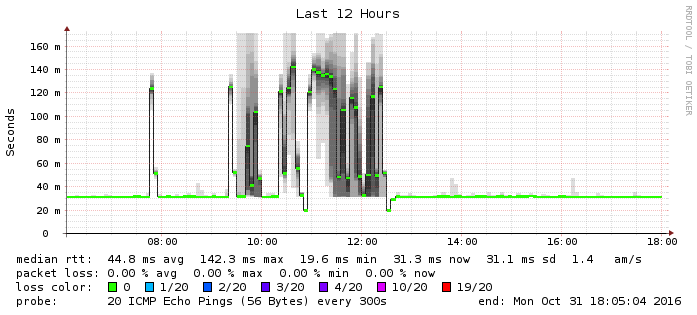 Last 12 Hours
RRDTOOL / TOBI OETIKER
Seconds
160 m
140 m
120 m
100 m
80 m
60 m
40 m
20 m
0
08:00 10:00 12:00 14:00 16:00 18:00
median rtt: 44.8 ms avg 142.3 ms max 19.6 ms min 31.3 ms now 31.1 ms sd 1.4 am/s
packet loss: 0.00 % avg 0.00 % max 0.00 % min 0.00 % now
loss color: 0 1/20 2/20 3/20 4/20 10/20 19/20
probe: 20 ICMP Echo Pings (56 Bytes) every 300s end: Mon Oct 31 18:05:04 2016